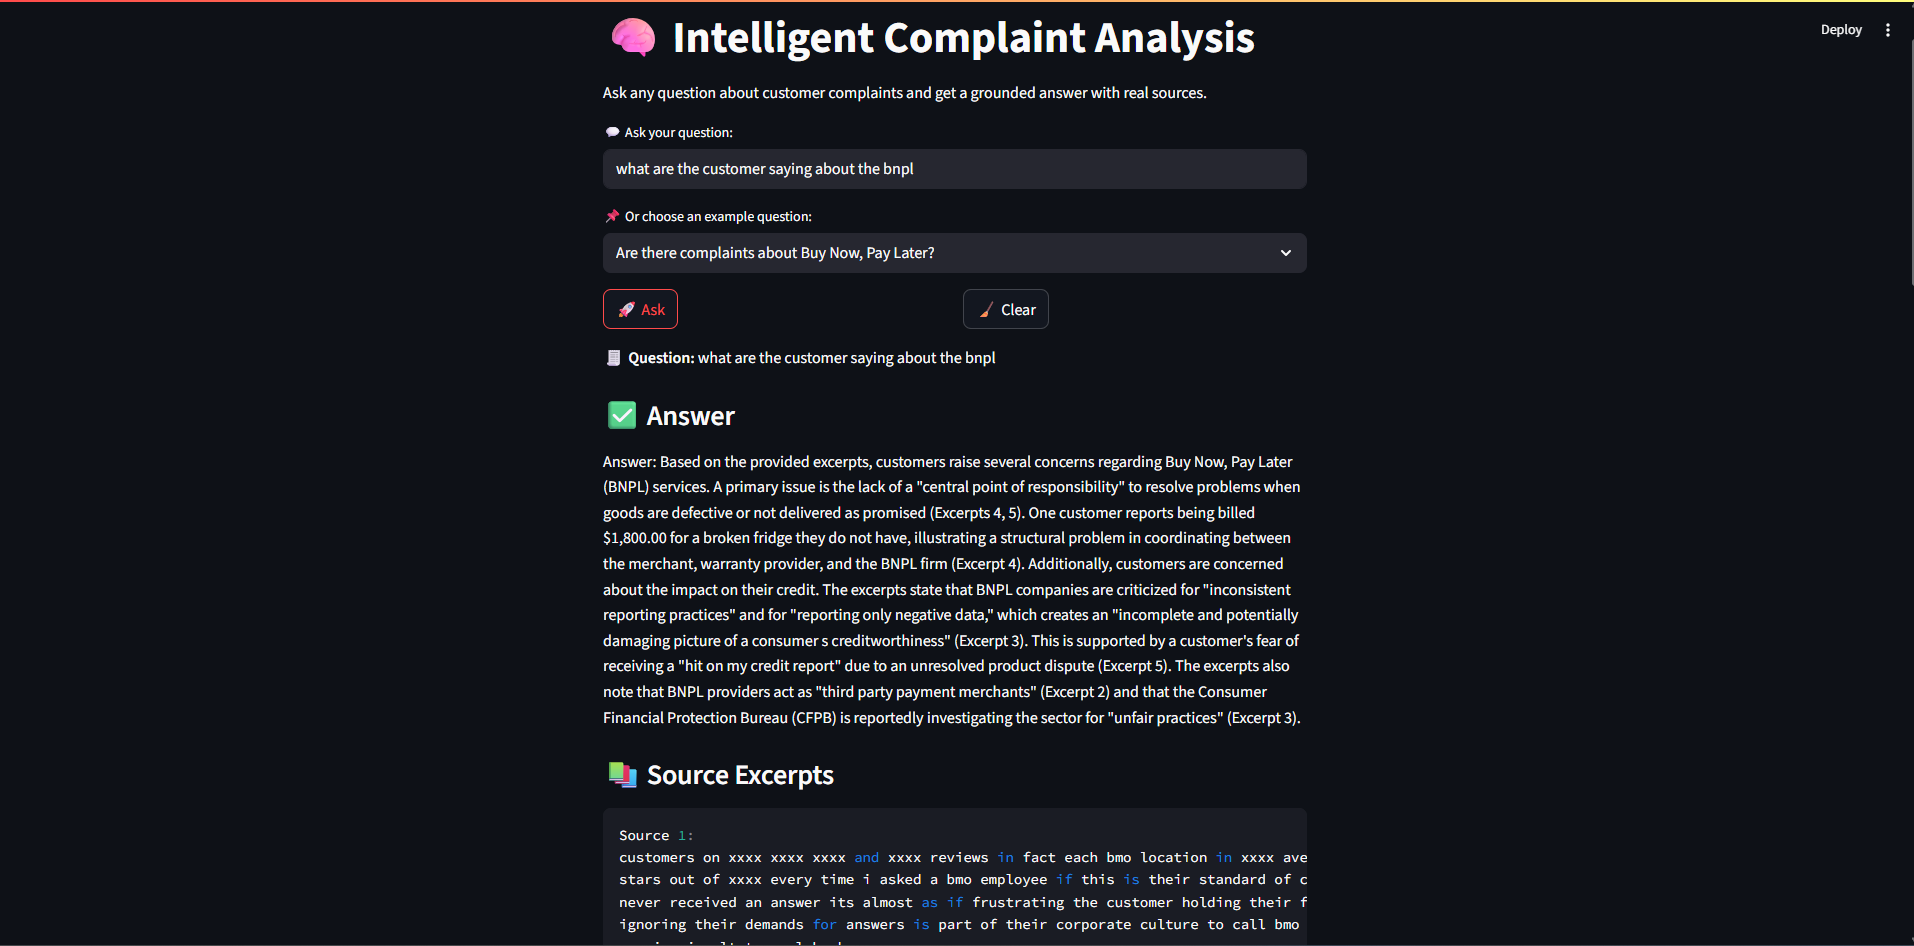 Intelligent Complaint Analysis
Deploy
Ask any question about customer complaints and get a grounded answer with real sources.
Ask your question:
what are the customer saying about the bnpl
Or choose an example question:
Are there complaints about Buy Now, Pay Later?
Ask
Clear
Question: what are the customer saying about the bnpl
Answer
Answer: Based on the provided excerpts, customers raise several concerns regarding Buy Now, Pay Later
(BNPL) services. A primary issue is the lack of a "central point of responsibility" to resolve problems when
goods are defective or not delivered as promised (Excerpts 4, 5). One customer reports being billed
$1,800.00 for a broken fridge they do not have, illustrating a structural problem in coordinating between
the merchant, warranty provider, and the BNPL firm (Excerpt 4). Additionally, customers are concerned
about the impact on their credit. The excerpts state that BNPL companies are criticized for "inconsistent
reporting practices" and for "reporting only negative data," which creates an "incomplete and potentially
damaging picture of a consumer s creditworthiness" (Excerpt 3). This is supported by a customer's fear of
receiving a "hit on my credit report" due to an unresolved product dispute (Excerpt 5). The excerpts also
note that BNPL providers act as "third party payment merchants" (Excerpt 2) and that the Consumer
Financial Protection Bureau (CFPB) is reportedly investigating the sector for "unfair practices" (Excerpt 3).
Source Excerpts
Source 1:
customers on xxxx xxxx xxxx and xxxx reviews in fact each bmo location in xxxx ave
stars out of xxxx every time i asked a bmo employee if this is their standard of c
never received an answer its almost as if frustrating the customer holding their f
ignoring their demands for answers is part of their corporate culture to call bmo